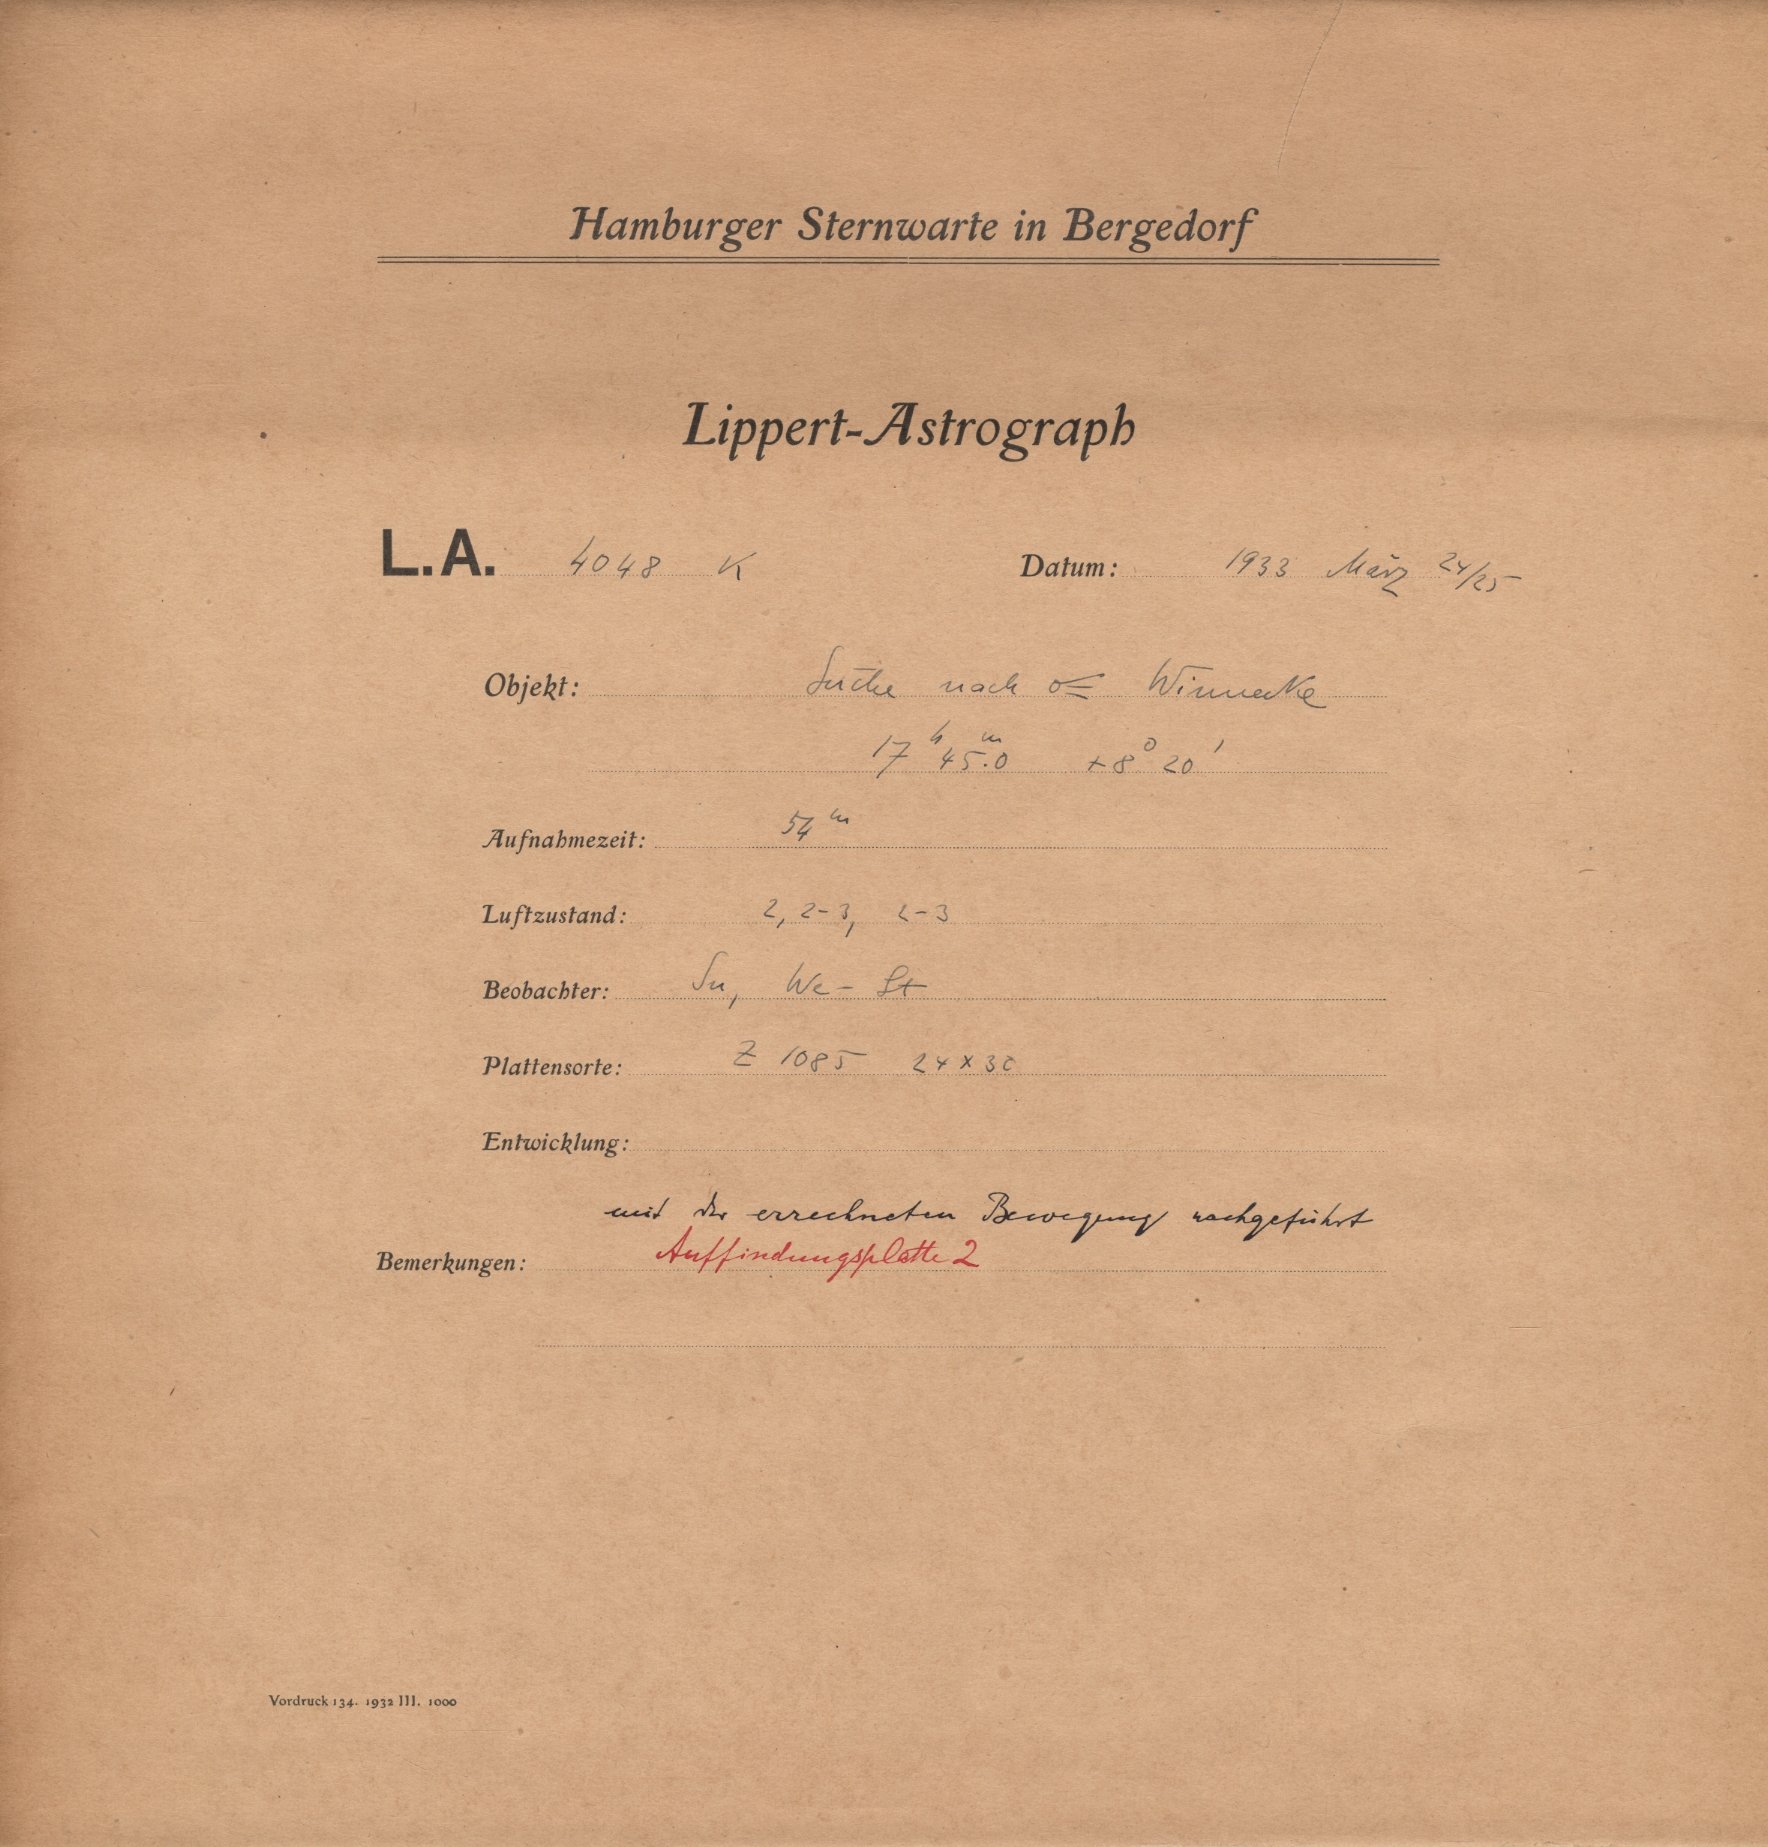 Hamburger Sternwarte in Bergedorf
Lippert-Astrograph
L.A. 4048 K Datum: 1933 März 24/25
Objekt: Suche nach ☄ Winnecke
17ʰ 45ᵐ.0 +8° 20'
Aufnahmezeit: 54ᵐ
Luftzustand: 2, 2-3, 2-3
Beobachter: Su, We - St
Plattensorte: Z 1085 24 x 30
Entwicklung:
mit der errechneten Bewegung nachgeführt
Bemerkungen: Auffindungsplatte 2
Vordruck 134. 1932 III. 1000